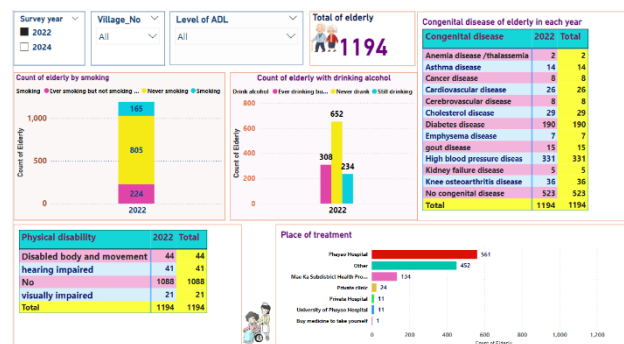 Survey year
2022
2024
Village_No
All
Level of ADL
All
Total of elderly
1194
Congenital disease of elderly in each year
Congenital disease 2022 Total
Anemia disease /thalassemia 2 2
Asthma disease 14 14
Cancer disease 8 8
Cardiovascular disease 26 26
Cerebrovascular disease 8 8
Cholesterol disease 29 29
Diabetes disease 190 190
Emphysema disease 7 7
gout disease 15 15
High blood pressure diseas 331 331
Kidney failure disease 5 5
Knee osteoarthritis disease 36 36
No congenital disease 523 523
Total 1194 1194
Count of elderly by smoking
Smoking Ever smoking but not smoking ... Never smoking Smoking
Count of Elderly
1,000
500
0
165
805
224
2022
Count of elderly with drinking alcohol
Drink alcohol Ever drinking bu... Never drank Still drinking
Count of Elderly
800
600
400
200
0
308
652
234
2022
Physical disability 2022 Total
Disabled body and movement 44 44
hearing impaired 41 41
No 1088 1088
visually impaired 21 21
Total 1194 1194
Place of treatment
Phayao Hospital 561
Other 452
Mae Ka Subdistrict Health Pro... 134
Private clinic 24
Private Hospital 11
University of Phayao Hospital 11
Buy medicine to take yourself 1
0 200 400 600 800 1,000 1,200
Count of Elderly